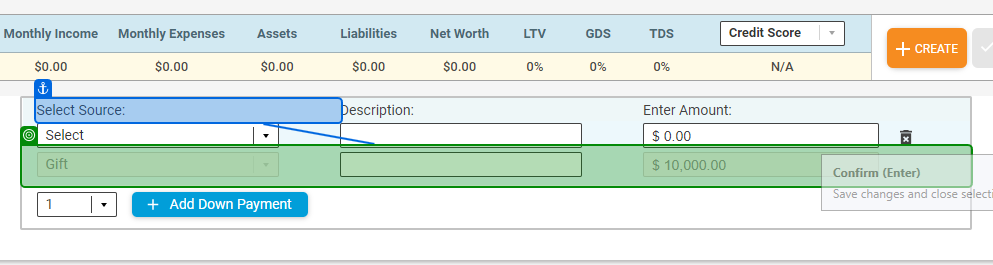 Monthly Income Monthly Expenses Assets Liabilities Net Worth LTV GDS TDS Credit Score
+ CREATE
$0.00 $0.00 $0.00 $0.00 $0.00 0% 0% 0% N/A
Select Source: Description: Enter Amount:
Select $ 0.00
Gift $ 10,000.00
Confirm (Enter)
Save changes and close selecti
1 + Add Down Payment